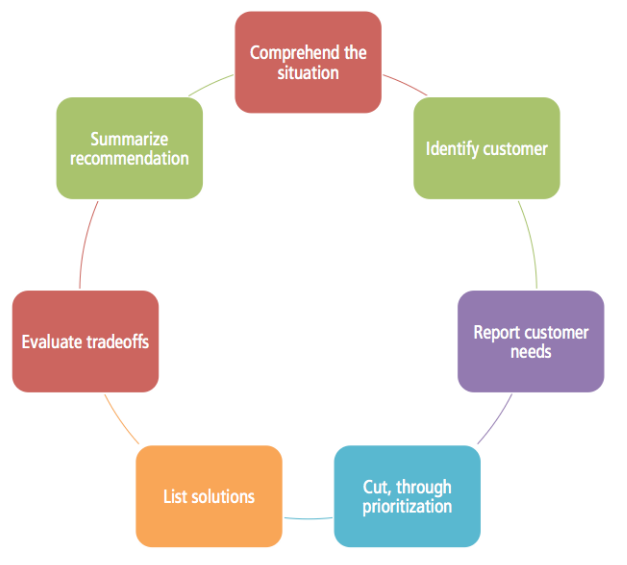 Comprehend the
situation
Identify customer
Report customer
needs
Cut, through
prioritization
List solutions
Evaluate tradeoffs
Summarize
recommendation